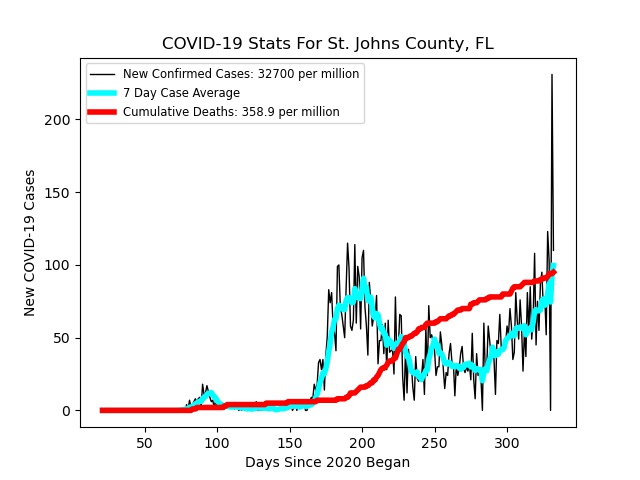 COVID-19 Stats For St. Johns County, FL
New Confirmed Cases: 32700 per million
7 Day Case Average
Cumulative Deaths: 358.9 per million
New COVID-19 Cases
200
150
100
50
0
50 100 150 200 250 300
Days Since 2020 Began